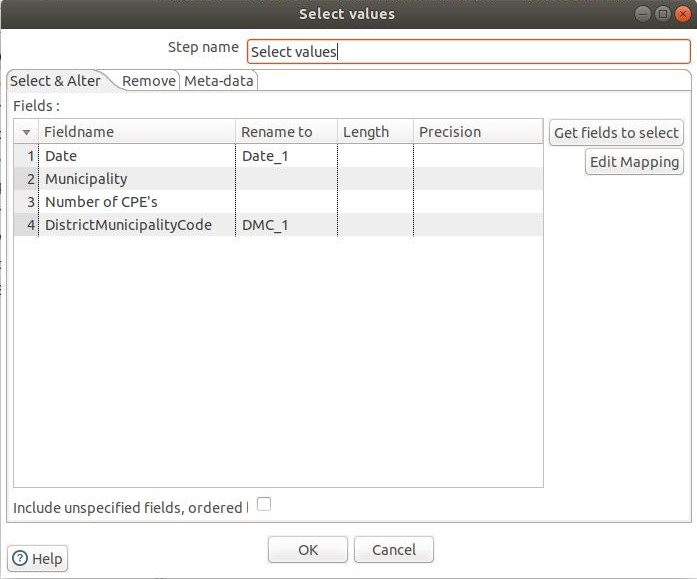 Select values
Step name Select values
Select & Alter Remove Meta-data
Fields :
Fieldname Rename to Length Precision
1 Date Date_1
2 Municipality
3 Number of CPE's
4 DistrictMunicipalityCode DMC_1
Get fields to select
Edit Mapping
Include unspecified fields, ordered
OK Cancel
Help